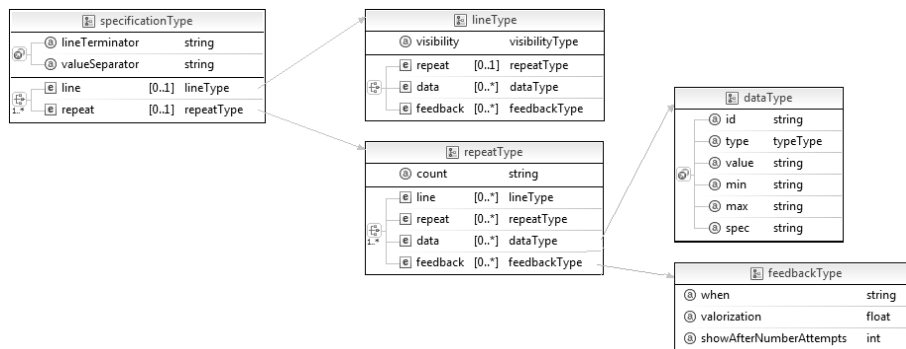 specificationType
lineTerminator string
valueSeparator string
line [0..1] lineType
1..* repeat [0..1] repeatType
lineType
visibility visibilityType
repeat [0..1] repeatType
data [0..*] dataType
feedback [0..*] feedbackType
repeatType
count string
line [0..*] lineType
repeat [0..*] repeatType
1..* data [0..*] dataType
feedback [0..*] feedbackType
dataType
id string
type typeType
value string
min string
max string
spec string
feedbackType
when string
valorization float
showAfterNumberAttempts int